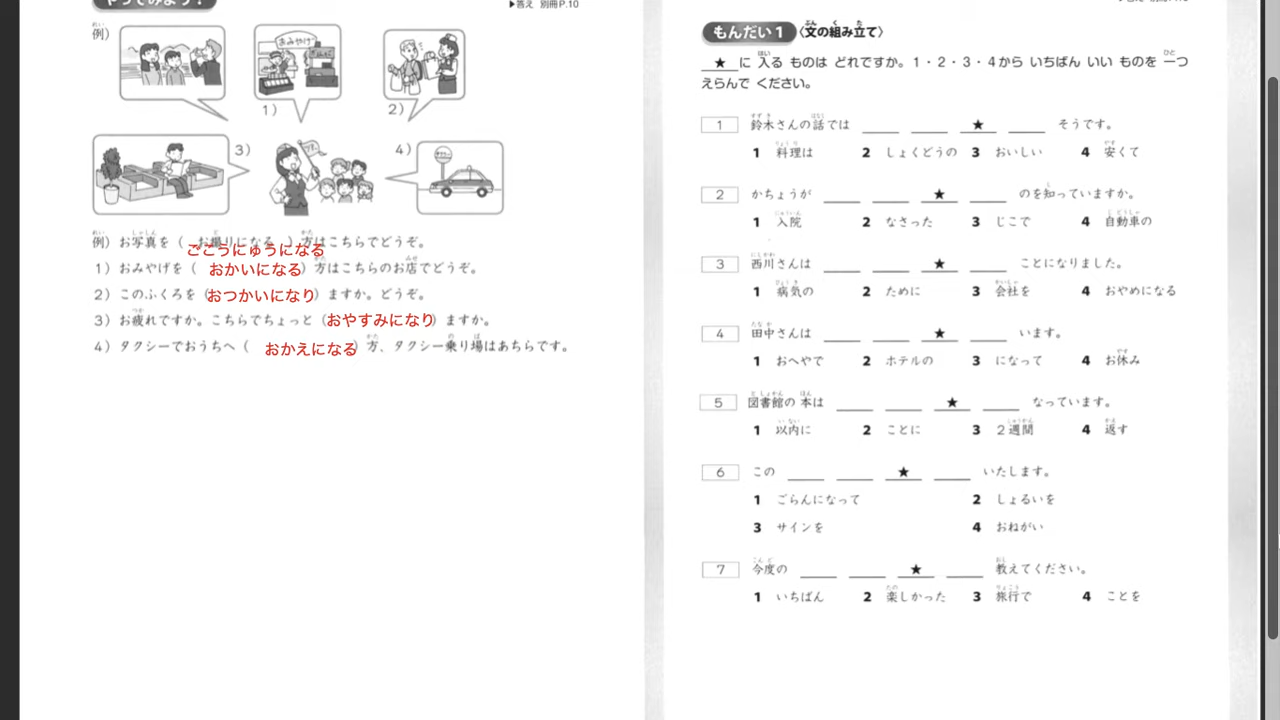 やってみよう！
▶答え 別冊P.10
例）
おみやげ
1）
2）
3）
4）
例）お写真を（ お撮りになる ）方はこちらでどうぞ。
ごこうにゅうになる
1）おみやげを（ おかいになる ）方はこちらのお店でどうぞ。
2）このふくろを（おつかいになり）ますか。どうぞ。
3）お疲れですか。こちらでちょっと（おやすみになり）ますか。
4）タクシーでおうちへ（ おかえになる ）方、タクシー乗り場はあちらです。
もんだい1〈文の組み立て〉
＿★＿に 入る ものは どれですか。1・2・3・4から いちばん いい ものを 一つ
えらんで ください。
1 鈴木さんの話では ＿＿ ＿＿ ＿★＿ ＿＿ そうです。
1 料理は 2 しょくどうの 3 おいしい 4 安くて
2 かちょうが ＿＿ ＿＿ ＿★＿ ＿＿ のを知っていますか。
1 入院 2 なさった 3 じこで 4 自動車の
3 西川さんは ＿＿ ＿＿ ＿★＿ ＿＿ ことになりました。
1 病気の 2 ために 3 会社を 4 おやめになる
4 田中さんは ＿＿ ＿＿ ＿★＿ ＿＿ います。
1 おへやで 2 ホテルの 3 になって 4 お休み
5 図書館の 本は ＿＿ ＿＿ ＿★＿ ＿＿ なっています。
1 以内に 2 ことに 3 2週間 4 返す
6 この ＿＿ ＿＿ ＿★＿ ＿＿ いたします。
1 ごらんになって 2 しょるいを
3 サインを 4 おねがい
7 今度の ＿＿ ＿＿ ＿★＿ ＿＿ 教えてください。
1 いちばん 2 楽しかった 3 旅行で 4 ことを